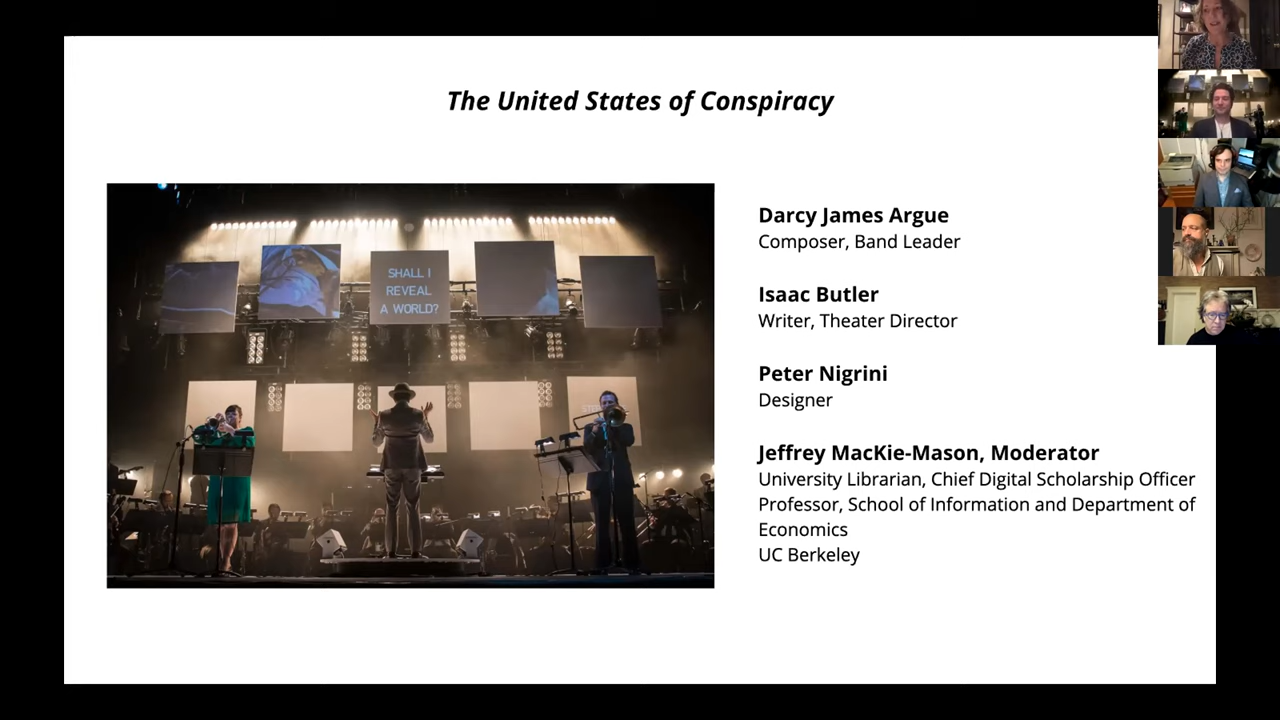 The United States of Conspiracy
SHALL I
REVEAL
A WORLD?
Darcy James Argue
Composer, Band Leader
Isaac Butler
Writer, Theater Director
Peter Nigrini
Designer
Jeffrey MacKie-Mason, Moderator
University Librarian, Chief Digital Scholarship Officer
Professor, School of Information and Department of
Economics
UC Berkeley